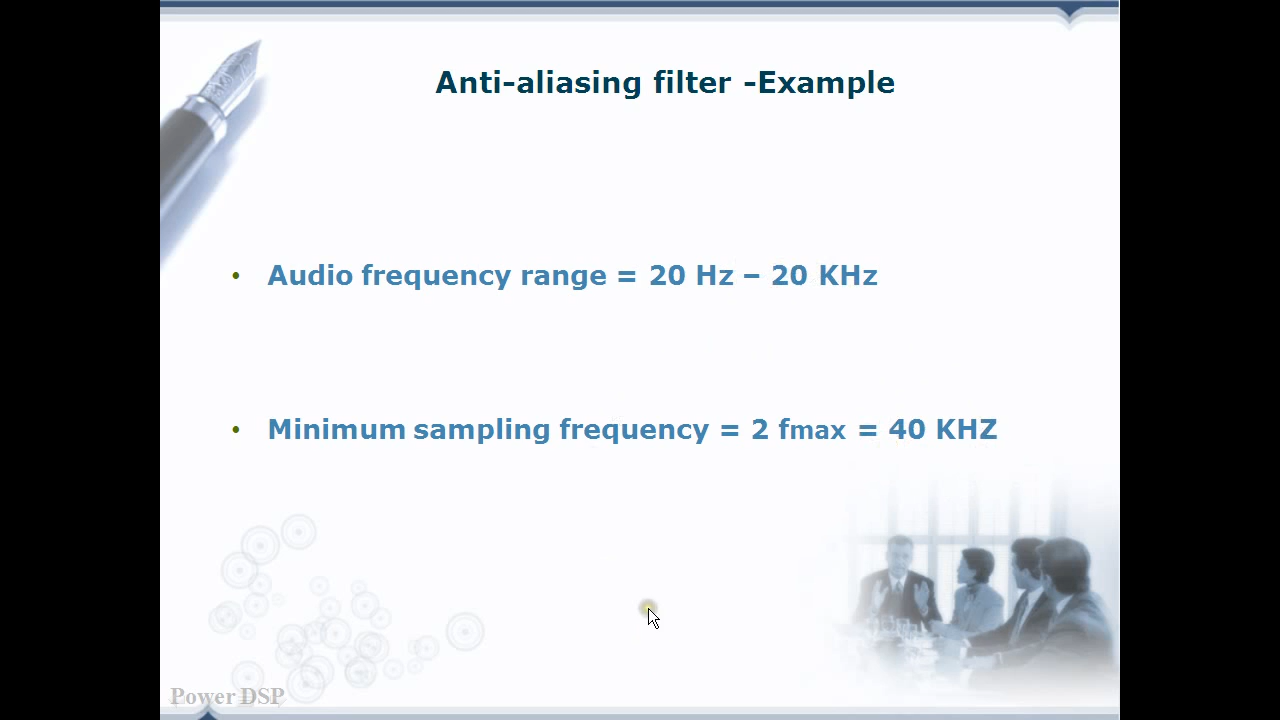 Anti-aliasing filter -Example
• Audio frequency range = 20 Hz – 20 KHz
• Minimum sampling frequency = 2 fmax = 40 KHZ
Power DSP